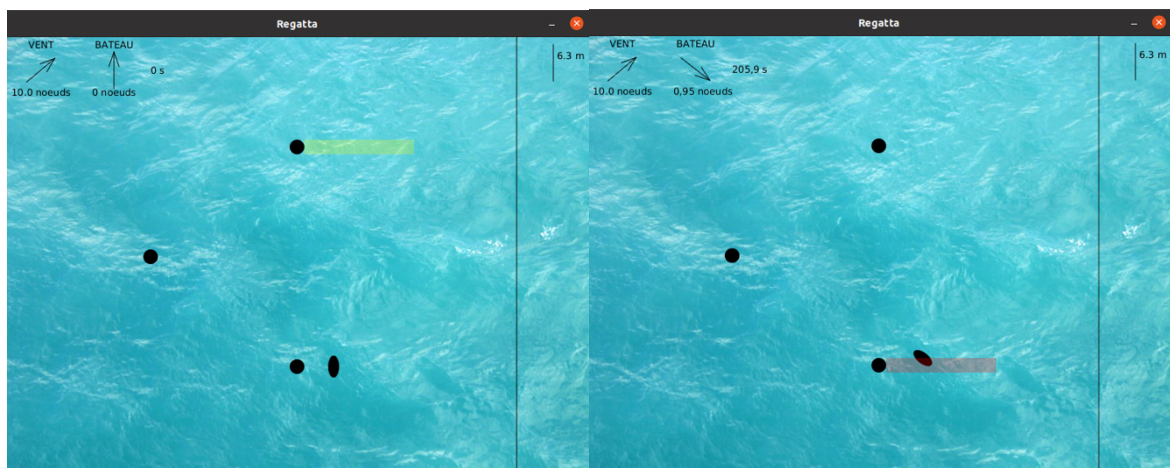 Regatta
VENT BATEAU
0 s
6.3 m
10.0 noeuds 0 noeuds
Regatta
VENT BATEAU
205,9 s
6.3 m
10.0 noeuds 0,95 noeuds